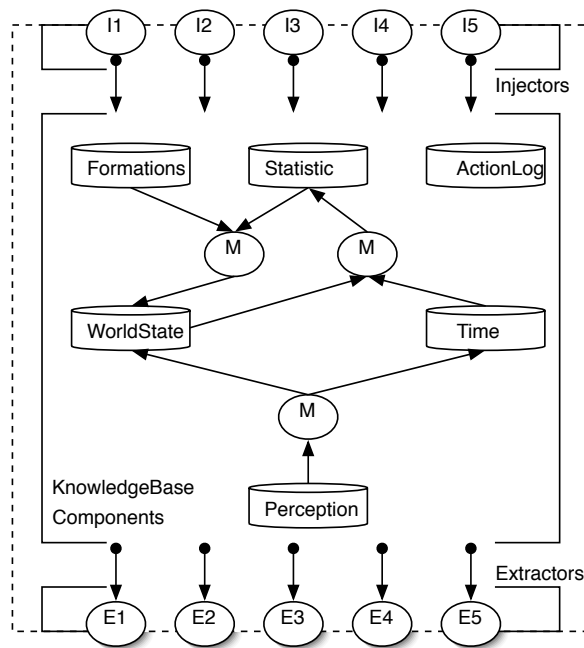 I1 I2 I3 I4 I5
Injectors
Formations Statistic ActionLog
M M
WorldState Time
M
KnowledgeBase
Components
Perception
Extractors
E1 E2 E3 E4 E5